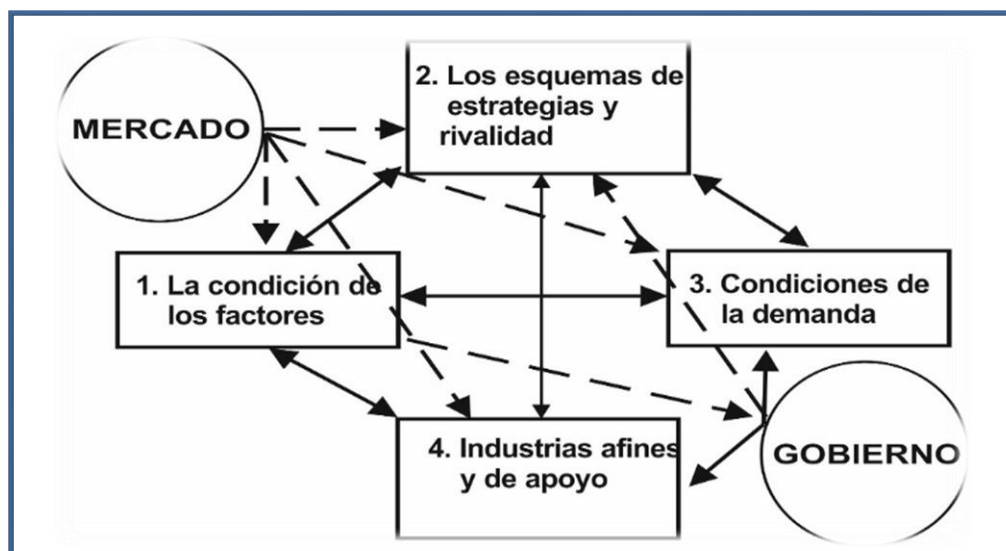 MERCADO
2. Los esquemas de
estrategias y
rivalidad
1. La condición de
los factores
3. Condiciones de
la demanda
4. Industrias afines
y de apoyo
GOBIERNO